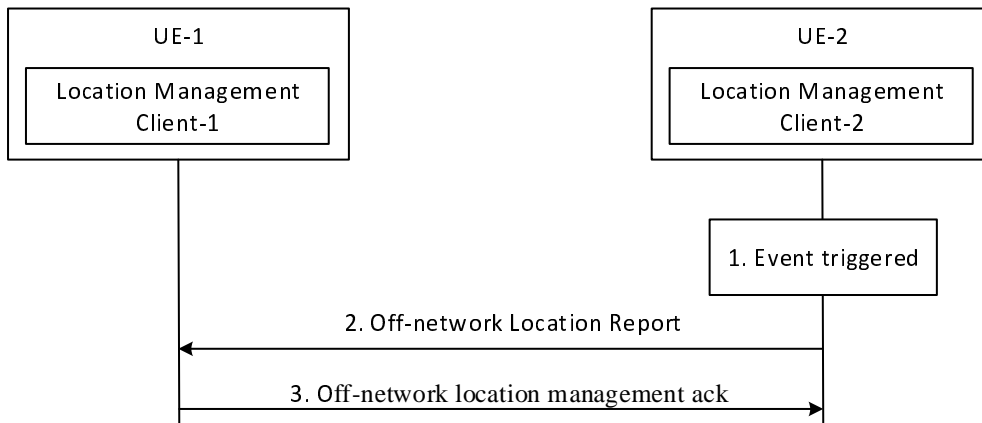 UE-1
Location Management
Client-1
UE-2
Location Management
Client-2
1. Event triggered
2. Off-network Location Report
3. Off-network location management ack